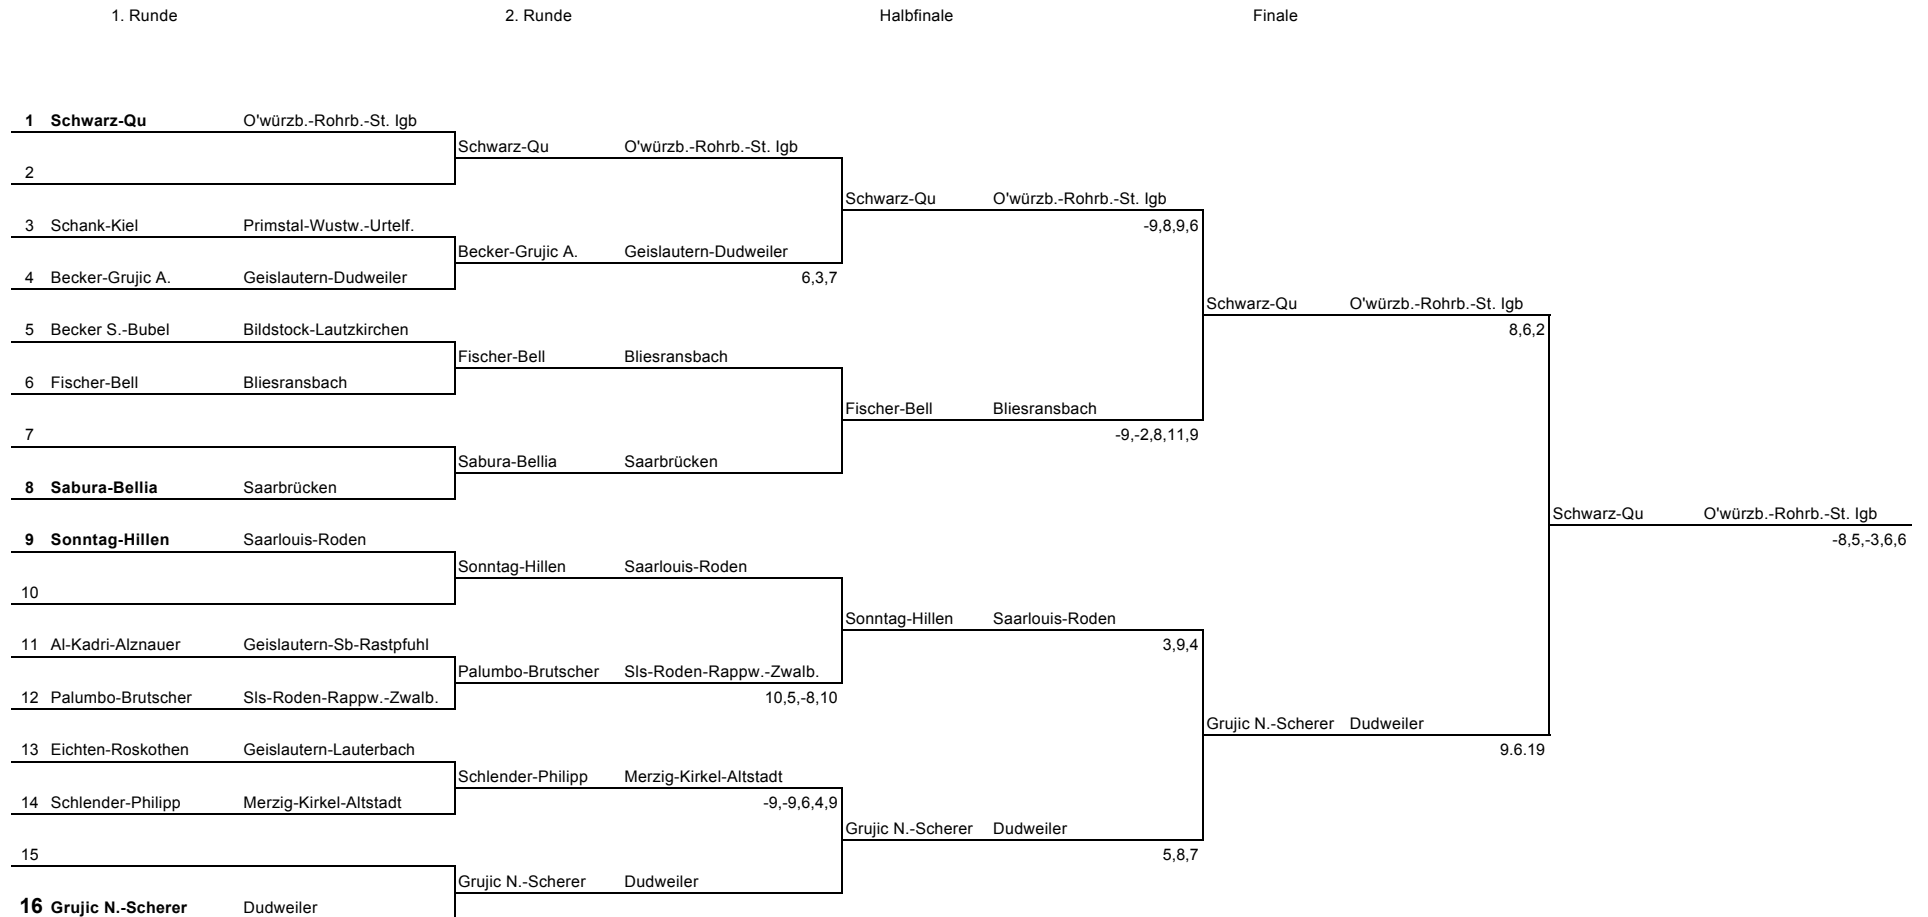 1. Runde 2. Runde Halbfinale Finale
1 Schwarz-Qu O'würzb.-Rohrb.-St. Igb
Schwarz-Qu O'würzb.-Rohrb.-St. Igb
2
Schwarz-Qu O'würzb.-Rohrb.-St. Igb
3 Schank-Kiel Primstal-Wustw.-Urtelf. -9,8,9,6
Becker-Grujic A. Geislautern-Dudweiler
4 Becker-Grujic A. Geislautern-Dudweiler 6,3,7
Schwarz-Qu O'würzb.-Rohrb.-St. Igb
5 Becker S.-Bubel Bildstock-Lautzkirchen 8,6,2
Fischer-Bell Bliesransbach
6 Fischer-Bell Bliesransbach
Fischer-Bell Bliesransbach
7 -9,-2,8,11,9
Sabura-Bellia Saarbrücken
8 Sabura-Bellia Saarbrücken
Schwarz-Qu O'würzb.-Rohrb.-St. Igb
9 Sonntag-Hillen Saarlouis-Roden -8,5,-3,6,6
Sonntag-Hillen Saarlouis-Roden
10
Sonntag-Hillen Saarlouis-Roden
11 Al-Kadri-Alznauer Geislautern-Sb-Rastpfuhl 3,9,4
Palumbo-Brutscher Sls-Roden-Rappw.-Zwalb.
12 Palumbo-Brutscher Sls-Roden-Rappw.-Zwalb. 10,5,-8,10
Grujic N.-Scherer Dudweiler
13 Eichten-Roskothen Geislautern-Lauterbach 9.6.19
Schlender-Philipp Merzig-Kirkel-Altstadt
14 Schlender-Philipp Merzig-Kirkel-Altstadt -9,-9,6,4,9
Grujic N.-Scherer Dudweiler
15 5,8,7
Grujic N.-Scherer Dudweiler
16 Grujic N.-Scherer Dudweiler